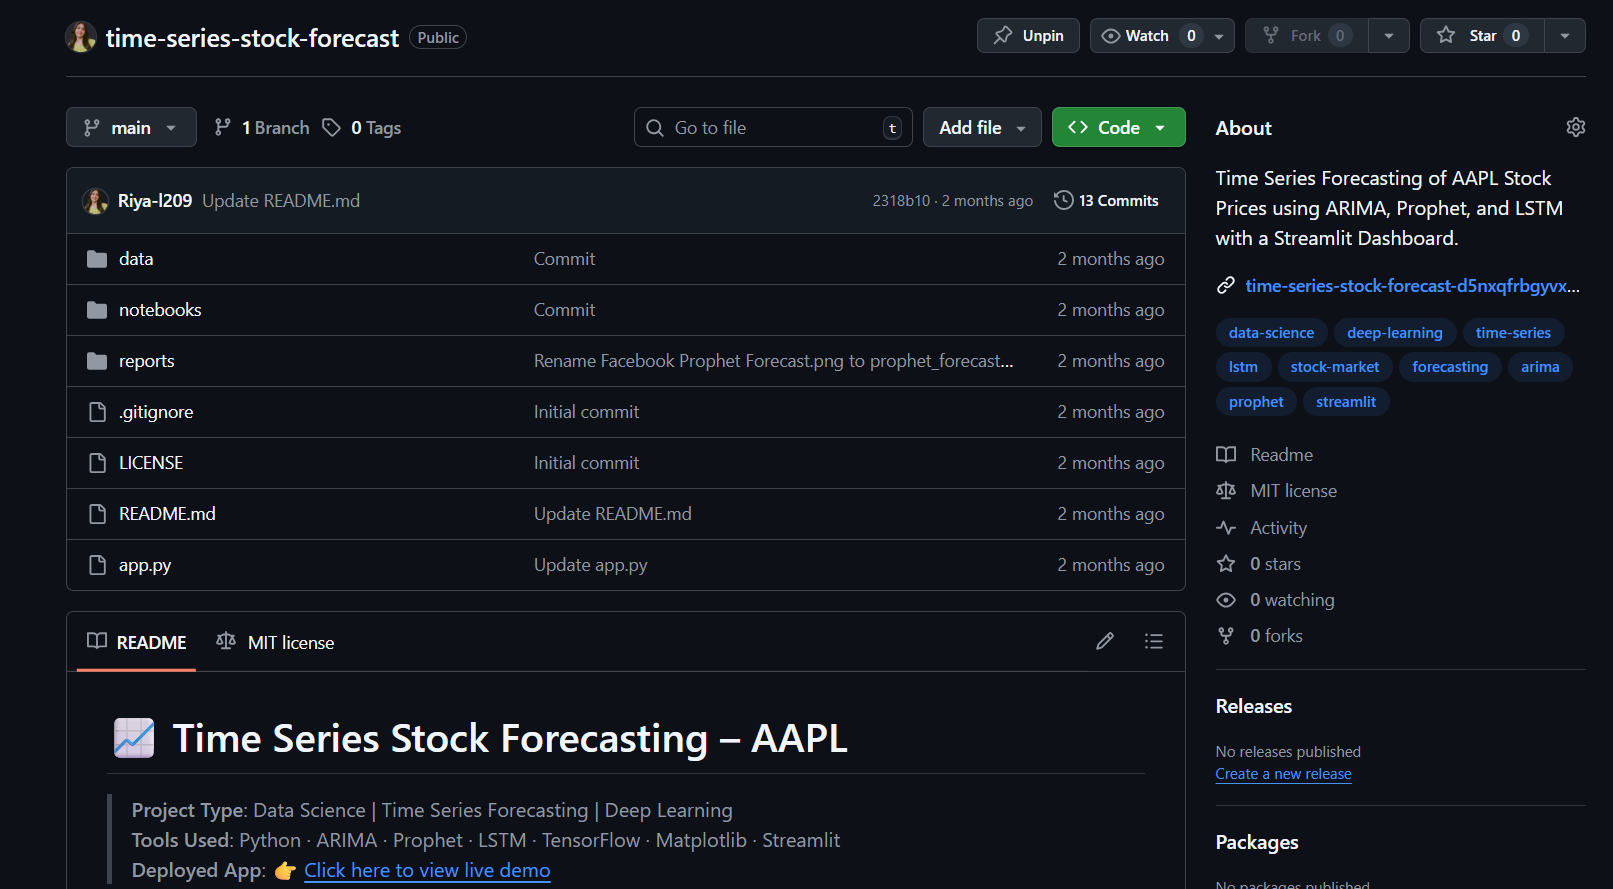 time-series-stock-forecast Public
Unpin Watch 0 Fork 0 Star 0
main 1 Branch 0 Tags Go to file t Add file Code
Riya-l209 Update README.md 2318b10 · 2 months ago 13 Commits
data Commit 2 months ago
notebooks Commit 2 months ago
reports Rename Facebook Prophet Forecast.png to prophet_forecast... 2 months ago
.gitignore Initial commit 2 months ago
LICENSE Initial commit 2 months ago
README.md Update README.md 2 months ago
app.py Update app.py 2 months ago
README MIT license
Time Series Stock Forecasting – AAPL
Project Type: Data Science | Time Series Forecasting | Deep Learning
Tools Used: Python · ARIMA · Prophet · LSTM · TensorFlow · Matplotlib · Streamlit
Deployed App: 👉 Click here to view live demo
About
Time Series Forecasting of AAPL Stock
Prices using ARIMA, Prophet, and LSTM
with a Streamlit Dashboard.
time-series-stock-forecast-d5nxqfrbgyvx...
data-science deep-learning time-series
lstm stock-market forecasting arima
prophet streamlit
Readme
MIT license
Activity
0 stars
0 watching
0 forks
Releases
No releases published
Create a new release
Packages
No packages published